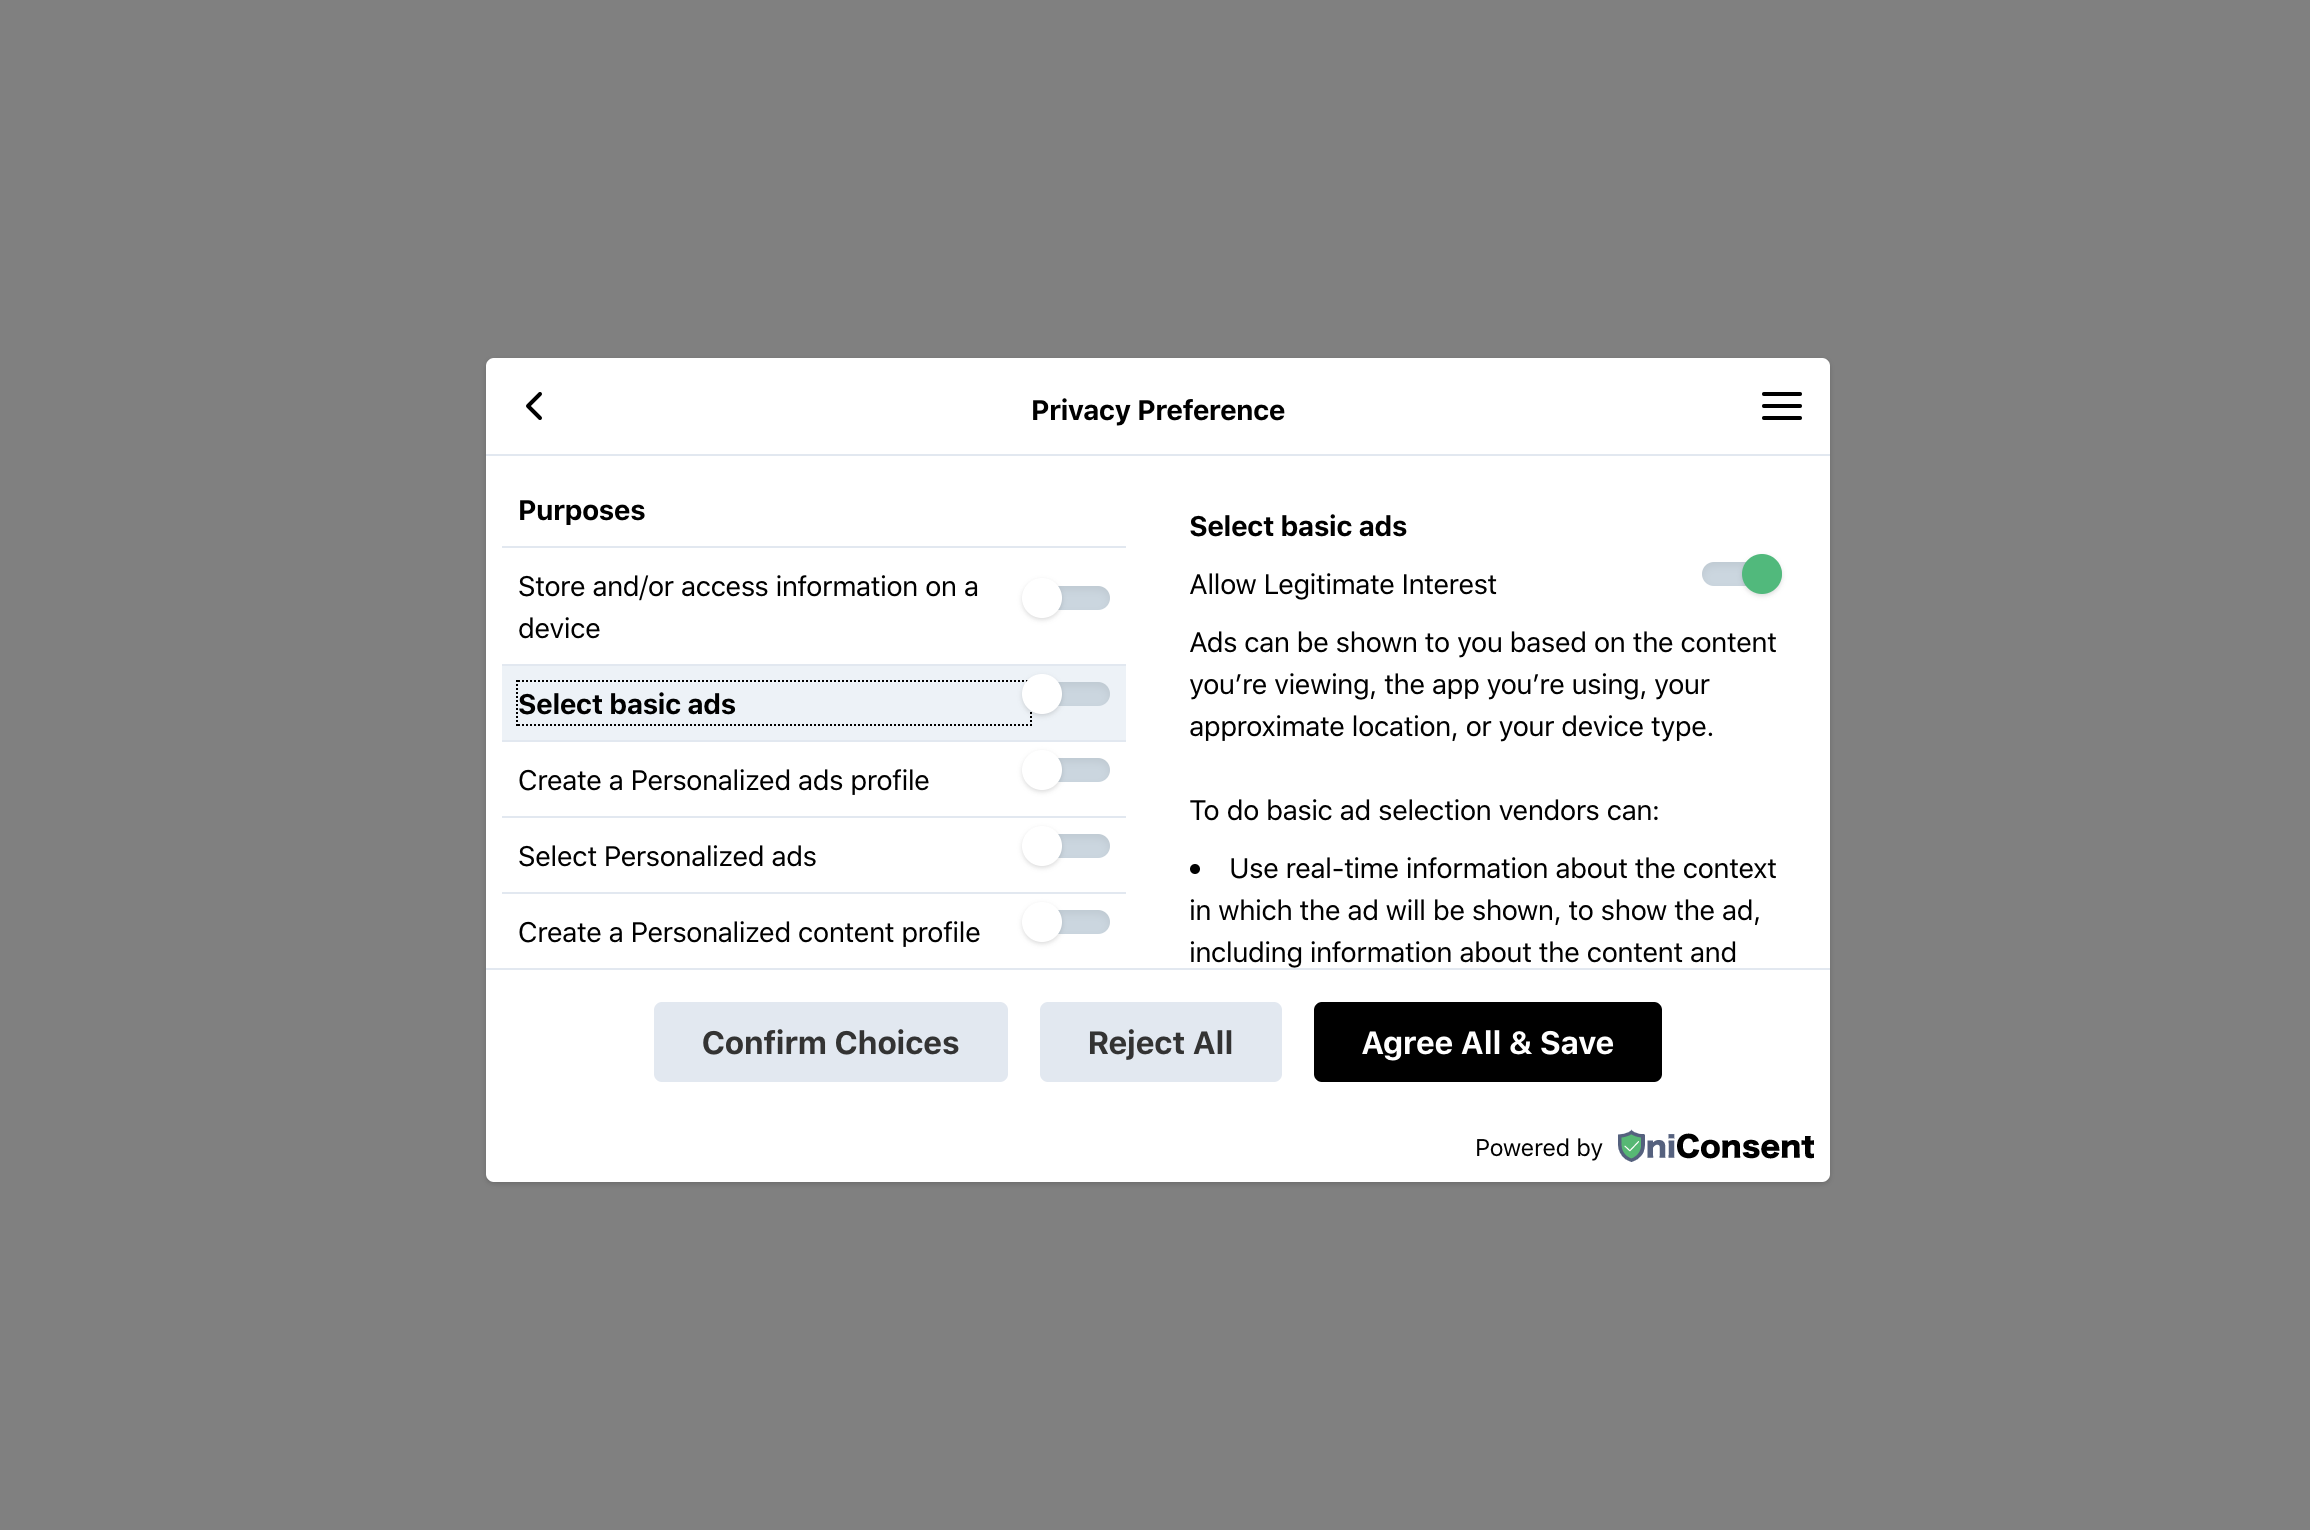 Privacy Preference
Purposes
Store and/or access information on a
device
Select basic ads
Create a Personalized ads profile
Select Personalized ads
Create a Personalized content profile
Select basic ads
Allow Legitimate Interest
Ads can be shown to you based on the content
you’re viewing, the app you’re using, your
approximate location, or your device type.
To do basic ad selection vendors can:
• Use real-time information about the context
in which the ad will be shown, to show the ad,
including information about the content and
Confirm Choices
Reject All
Agree All & Save
Powered by UniConsent